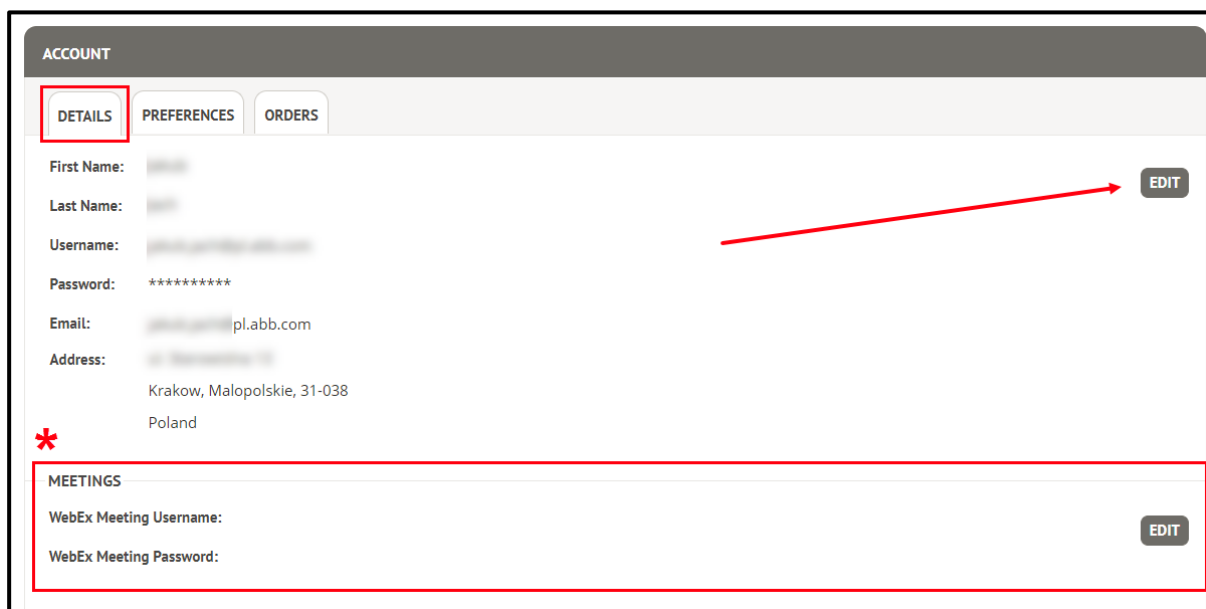 ACCOUNT
DETAILS PREFERENCES ORDERS
First Name:
EDIT
Last Name:
Username:
Password: **********
Email: pl.abb.com
Address:
Krakow, Malopolskie, 31-038
Poland
*
MEETINGS
WebEx Meeting Username:
EDIT
WebEx Meeting Password: